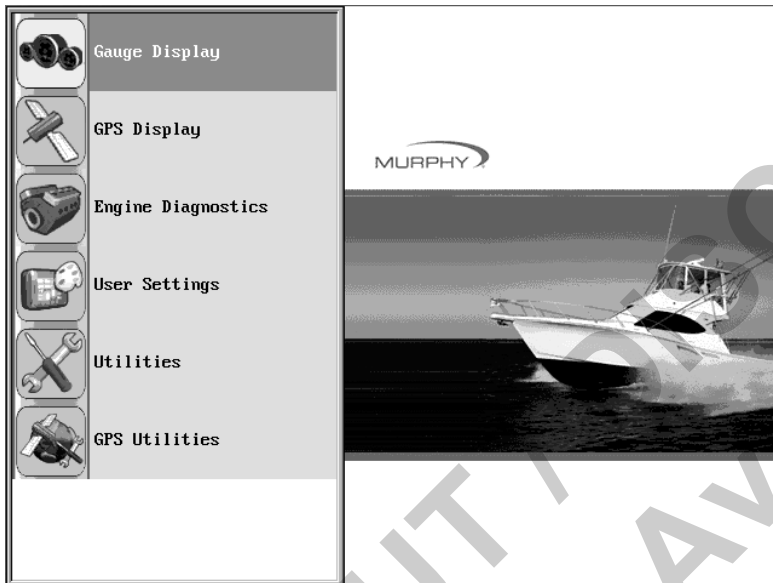 Gauge Display
GPS Display
MURPHY
Engine Diagnostics
User Settings
Utilities
GPS Utilities